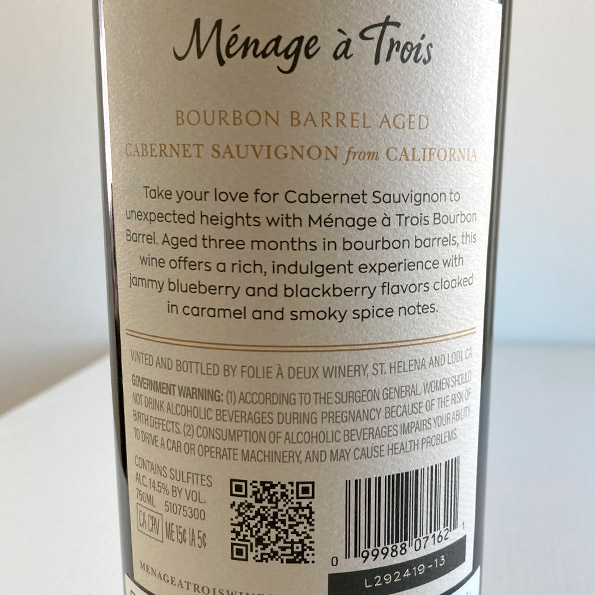 Ménage à Trois
BOURBON BARREL AGED
CABERNET SAUVIGNON from CALIFORNIA
Take your love for Cabernet Sauvignon to
unexpected heights with Ménage à Trois Bourbon
Barrel. Aged three months in bourbon barrels, this
wine offers a rich, indulgent experience with
jammy blueberry and blackberry flavors cloaked
in caramel and smoky spice notes.
VINTED AND BOTTLED BY FOLIE À DEUX WINERY, ST. HELENA AND LODI, CA
GOVERNMENT WARNING: (1) ACCORDING TO THE SURGEON GENERAL, WOMEN SHOULD
NOT DRINK ALCOHOLIC BEVERAGES DURING PREGNANCY BECAUSE OF THE RISK OF
BIRTH DEFECTS. (2) CONSUMPTION OF ALCOHOLIC BEVERAGES IMPAIRS YOUR ABILITY
TO DRIVE A CAR OR OPERATE MACHINERY, AND MAY CAUSE HEALTH PROBLEMS.
CONTAINS SULFITES
ALC. 14.5% BY VOL.
750ML 51075300
CA CRV ME 15¢ IA 5¢
0 99988 07162 1
L292419-13
MENAGEATROISWINE